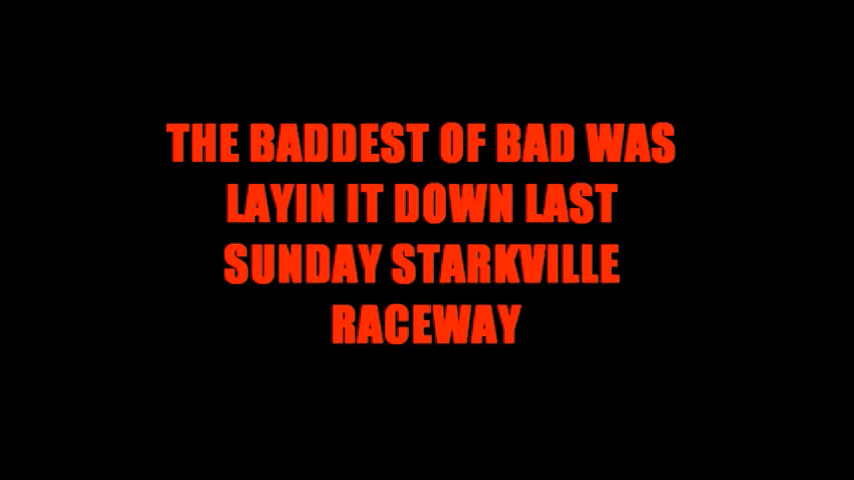 THE BADDEST OF BAD WAS
LAYIN IT DOWN LAST
SUNDAY STARKVILLE
RACEWAY